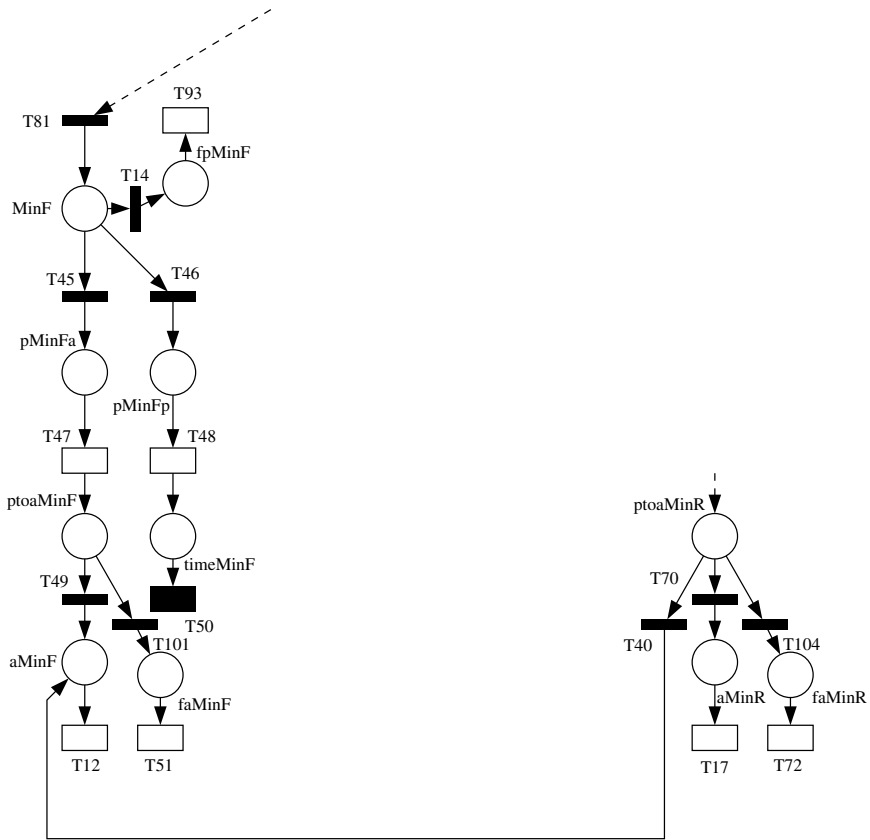 T93
T81
fpMinF
T14
MinF
T45
T46
pMinFa
pMinFp
T47
T48
ptoaMinF
ptoaMinR
timeMinF
T49
T70
T50
T101
T40
T104
aMinF
faMinF
aMinR
faMinR
T12
T51
T17
T72